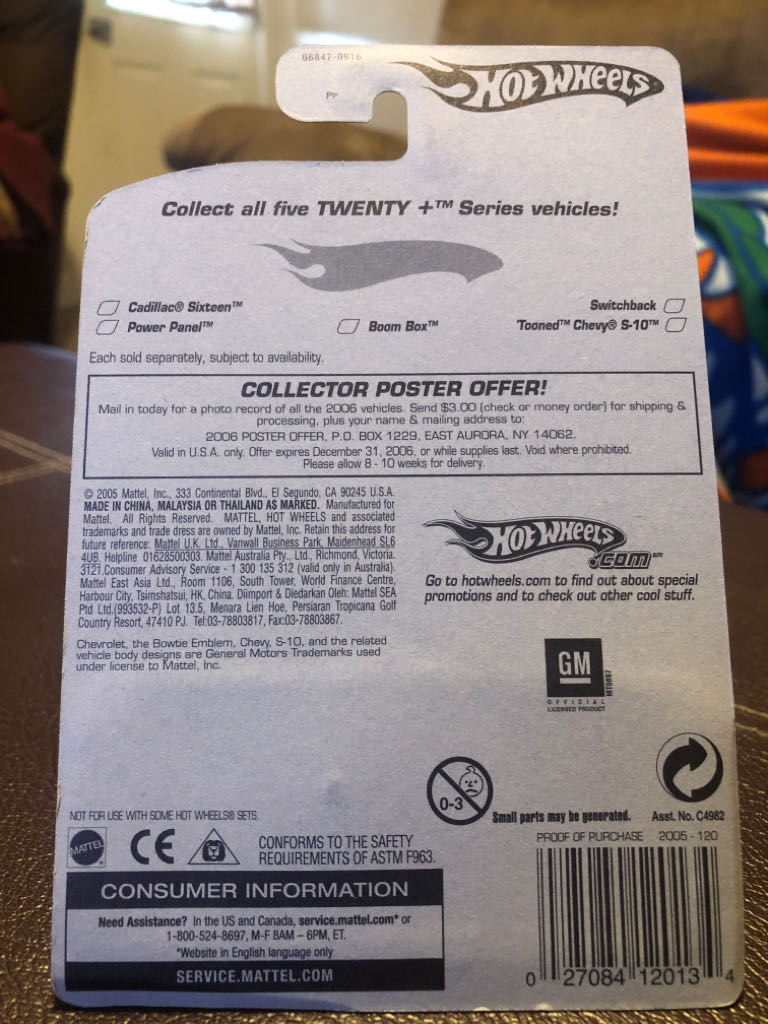 G6847-0916
PP
HOT WHEELS
Collect all five TWENTY +™ Series vehicles!
Cadillac® Sixteen™
Power Panel™
Boom Box™
Switchback
Tooned™ Chevy® S-10™
Each sold separately, subject to availability.
COLLECTOR POSTER OFFER!
Mail in today for a photo record of all the 2006 vehicles. Send $3.00 (check or money order) for shipping &
processing, plus your name & mailing address to:
2006 POSTER OFFER, P.O. BOX 1229, EAST AURORA, NY 14062.
Valid in U.S.A. only. Offer expires December 31, 2006, or while supplies last. Void where prohibited.
Please allow 8 - 10 weeks for delivery.
© 2005 Mattel, Inc., 333 Continental Blvd., El Segundo, CA 90245 U.S.A.
MADE IN CHINA, MALAYSIA OR THAILAND AS MARKED. Manufactured for
Mattel. All Rights Reserved. MATTEL, HOT WHEELS and associated
trademarks and trade dress are owned by Mattel, Inc. Retain this address for
future reference: Mattel U.K. Ltd., Vanwall Business Park, Maidenhead SL6
4UB. Helpline 01628500303. Mattel Australia Pty., Ltd., Richmond, Victoria.
3121.Consumer Advisory Service - 1 300 135 312 (valid only in Australia).
Mattel East Asia Ltd., Room 1106, South Tower, World Finance Centre,
Harbour City, Tsimshatsui, HK, China. Diimport & Diedarkan Oleh: Mattel SEA
Ptd Ltd.(993532-P) Lot 13.5, Menara Lien Hoe, Persiaran Tropicana Golf
Country Resort, 47410 PJ. Tel:03-78803817, Fax:03-78803867.
Chevrolet, the Bowtie Emblem, Chevy, S-10, and the related
vehicle body designs are General Motors Trademarks used
under license to Mattel, Inc.
HOT WHEELS
.com℠
Go to hotwheels.com to find out about special
promotions and to check out other cool stuff.
GM
MT0897
OFFICIAL
LICENSED PRODUCT
0-3
NOT FOR USE WITH SOME HOT WHEELS® SETS.
Small parts may be generated.
Asst. No. C4982
MATTEL
CE
CONFORMS TO THE SAFETY
REQUIREMENTS OF ASTM F963.
PROOF OF PURCHASE 2005 - 120
CONSUMER INFORMATION
Need Assistance? In the US and Canada, service.mattel.com* or
1-800-524-8697, M-F 8AM – 6PM, ET.
*Website in English language only
SERVICE.MATTEL.COM
0 27084 12013 4